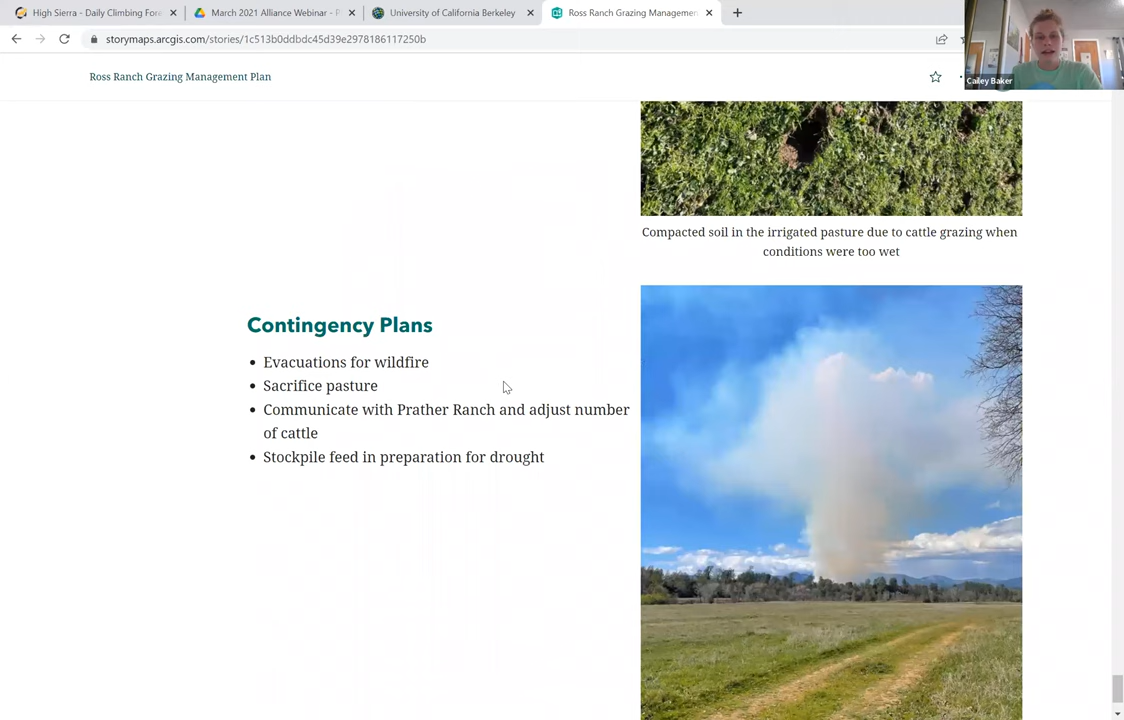 High Sierra - Daily Climbing Fore
March 2021 Alliance Webinar - P
University of California Berkeley
Ross Ranch Grazing Managemen
storymaps.arcgis.com/stories/1c513b0ddbdc45d39e2978186117250b
Cailey Baker
Ross Ranch Grazing Management Plan
Compacted soil in the irrigated pasture due to cattle grazing when
conditions were too wet
Contingency Plans
• Evacuations for wildfire
• Sacrifice pasture
• Communicate with Prather Ranch and adjust number
of cattle
• Stockpile feed in preparation for drought